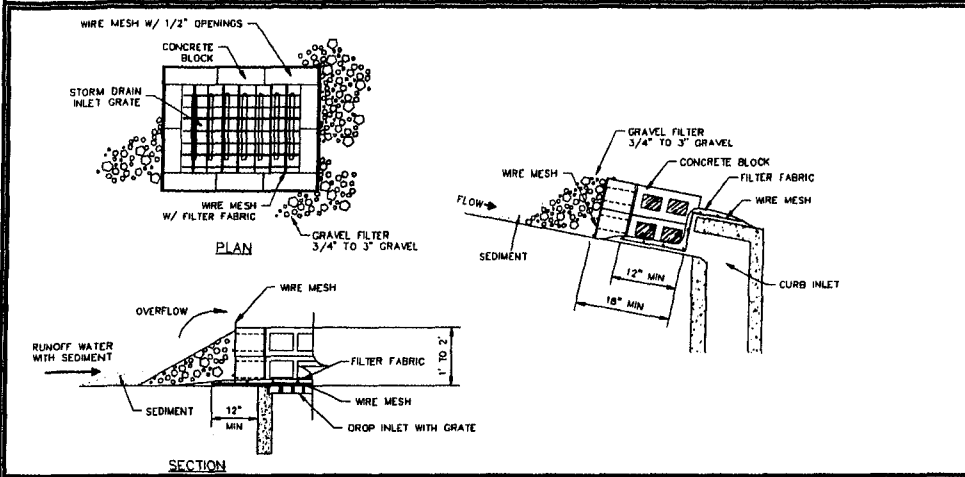 WIRE MESH W/ 1/2" OPENINGS
CONCRETE
BLOCK
STORM DRAIN
INLET GRATE
WIRE MESH
W/ FILTER FABRIC
GRAVEL FILTER
3/4" TO 3" GRAVEL
PLAN
GRAVEL FILTER
3/4" TO 3" GRAVEL
CONCRETE BLOCK
WIRE MESH
FILTER FABRIC
WIRE MESH
FLOW
SEDIMENT
12" MIN
18" MIN
CURB INLET
WIRE MESH
OVERFLOW
RUNOFF WATER
WITH SEDIMENT
1' TO 2'
FILTER FABRIC
WIRE MESH
SEDIMENT
12"
MIN
DROP INLET WITH GRATE
SECTION